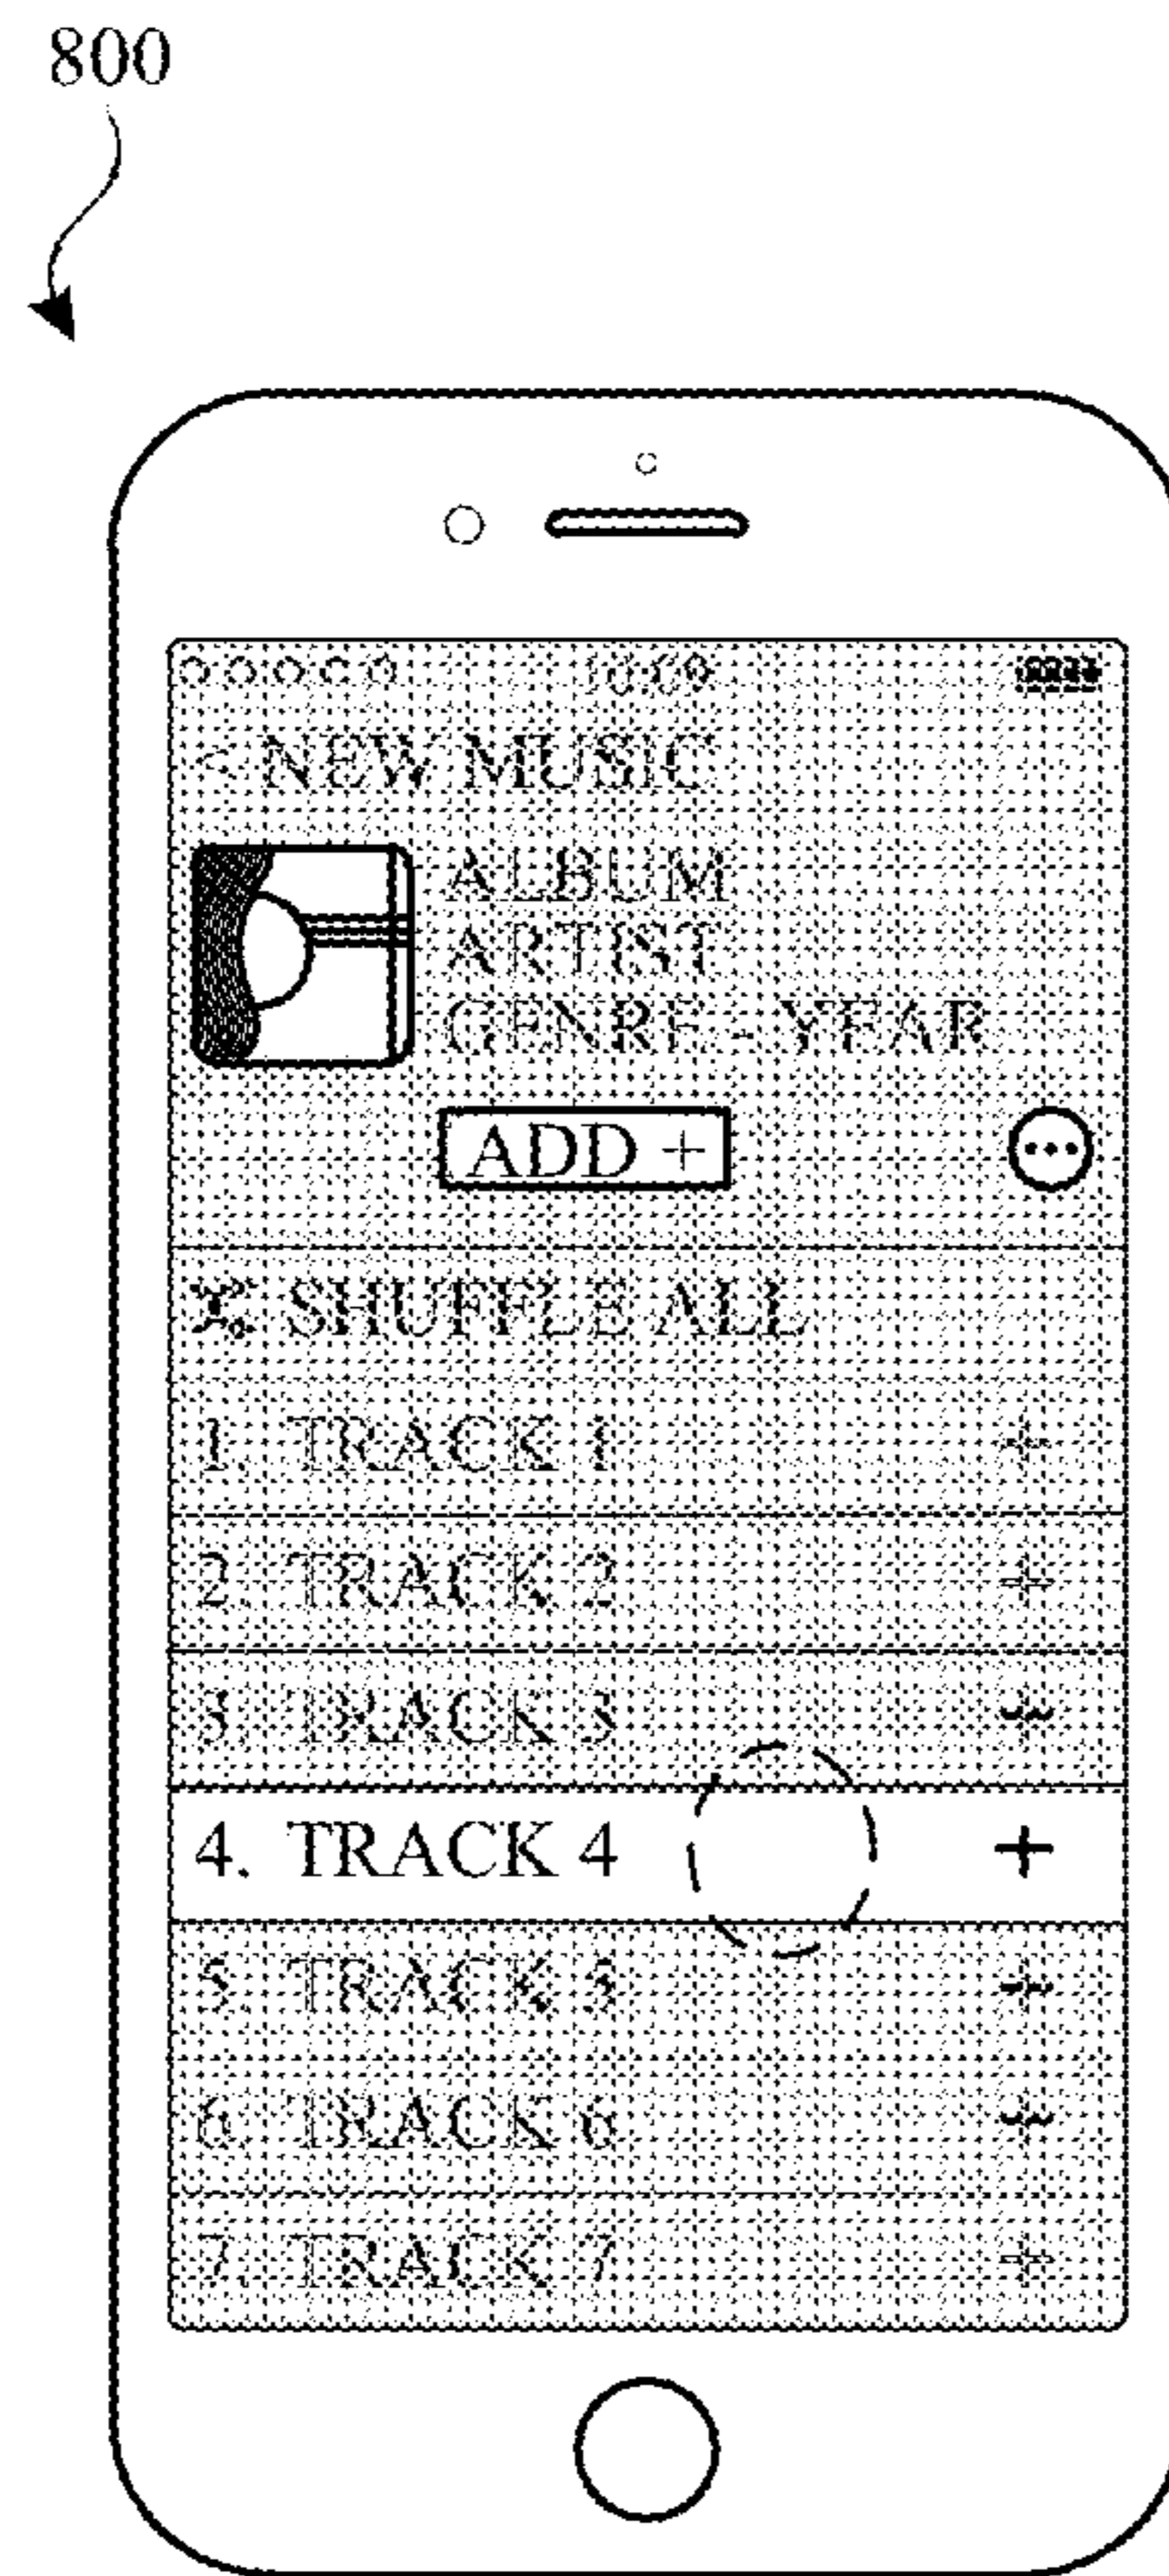 800
< NEW MUSIC
ALBUM
ARTIST
GENRE - YEAR
ADD +
SHUFFLE ALL
1. TRACK 1 +
2. TRACK 2 +
3. TRACK 3 +
4. TRACK 4 +
5. TRACK 5 +
6. TRACK 6 +
7. TRACK 7 +